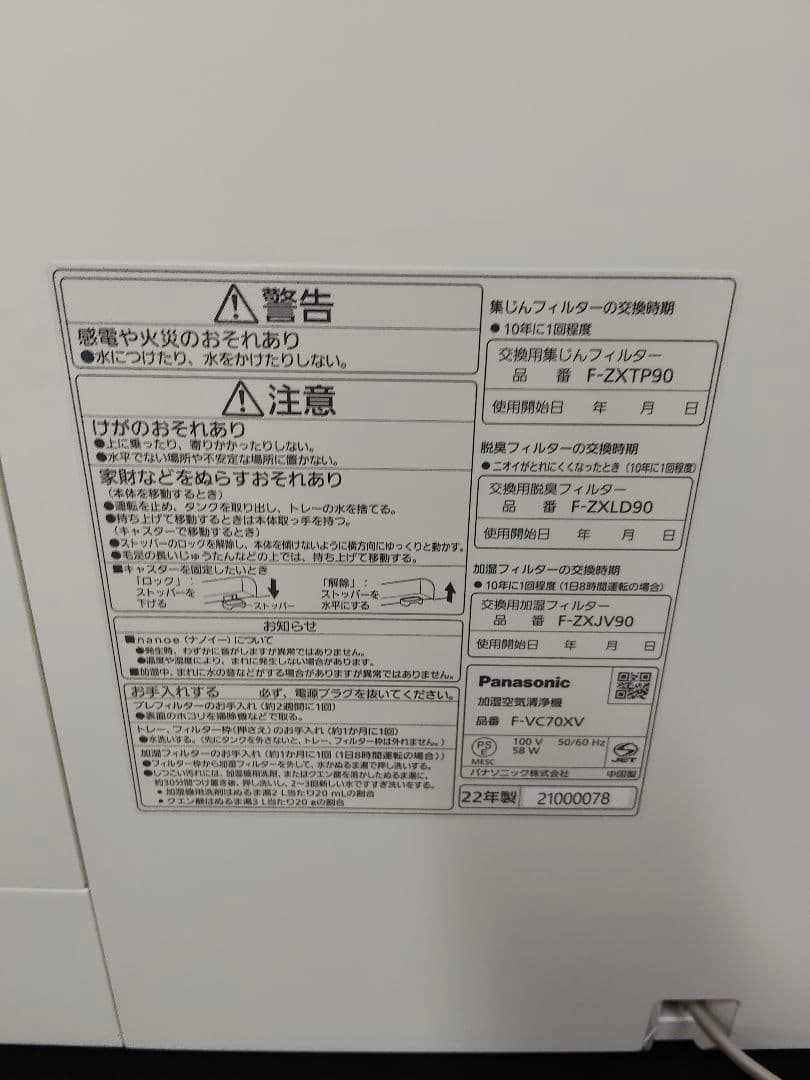 警告
感電や火災のおそれあり
●水につけたり、水をかけたりしない。
注意
けがのおそれあり
●上に乗ったり、寄りかかったりしない。
●水平でない場所や不安定な場所に置かない。
家財などをぬらすおそれあり
（本体を移動するとき）
●運転を止め、タンクを取り出し、トレーの水を捨てる。
●持ち上げて移動するときは本体取っ手を持つ。
（キャスターで移動するとき）
●ストッパーのロックを解除し、本体を傾けないように横方向にゆっくりと動かす。
●毛足の長いじゅうたんなどの上では、持ち上げて移動する。
■キャスターを固定したいとき
「ロック」：
ストッパーを
下げる
ストッパー
「解除」：
ストッパーを
水平にする
お知らせ
■nanoe（ナノイー）について
●発生時、わずかに音がしますが異常ではありません。
●温度や湿度により、まれに発生しない場合があります。
■加湿中、まれに水の音などがする場合がありますが異常ではありません。
お手入れする 必ず、電源プラグを抜いてください。
プレフィルターのお手入れ（約2週間に1回）
●表面のホコリを掃除機などで取る。
トレー、フィルター枠（押さえ）のお手入れ（約1か月に1回）
●水洗いする。（先にタンクを外さないと、トレー、フィルター枠は外れません。）
加湿フィルターのお手入れ（約1か月に1回（1日8時間運転の場合））
●フィルター枠から加湿フィルターを外して、水かぬるま湯で押し洗いする。
●しつこい汚れには、加湿機用洗剤、またはクエン酸を溶かしたぬるま湯に、
約30分間つけ置き後、押し洗いし、2〜3回新しい水ですすぎ洗いをする。
• 加湿機用洗剤はぬるま湯2 L当たり20 mLの割合
• クエン酸はぬるま湯3 L当たり20 gの割合
集じんフィルターの交換時期
● 10年に1回程度
交換用集じんフィルター
品 番 F-ZXTP90
使用開始日 年 月 日
脱臭フィルターの交換時期
● ニオイがとれにくくなったとき（10年に1回程度）
交換用脱臭フィルター
品 番 F-ZXLD90
使用開始日 年 月 日
加湿フィルターの交換時期
● 10年に1回程度（1日8時間運転の場合）
交換用加湿フィルター
品 番 F-ZXJV90
使用開始日 年 月 日
Panasonic
加湿空気清浄機
品番 F-VC70XV
PS
E
MESC
100 V 50/60 Hz
58 W
JET
パナソニック株式会社 中国製
22年製 21000078